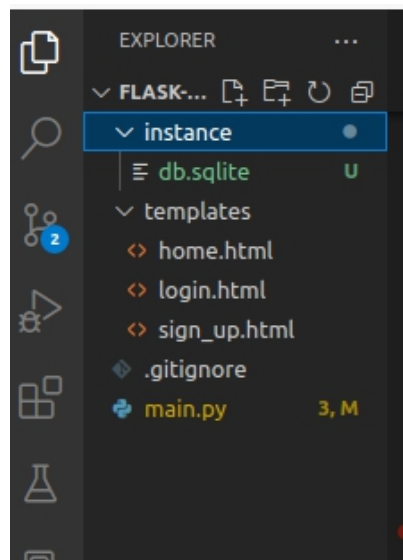 EXPLORER ...
FLASK-...
instance
db.sqlite U
templates
home.html
login.html
2
sign_up.html
.gitignore
main.py 3, M